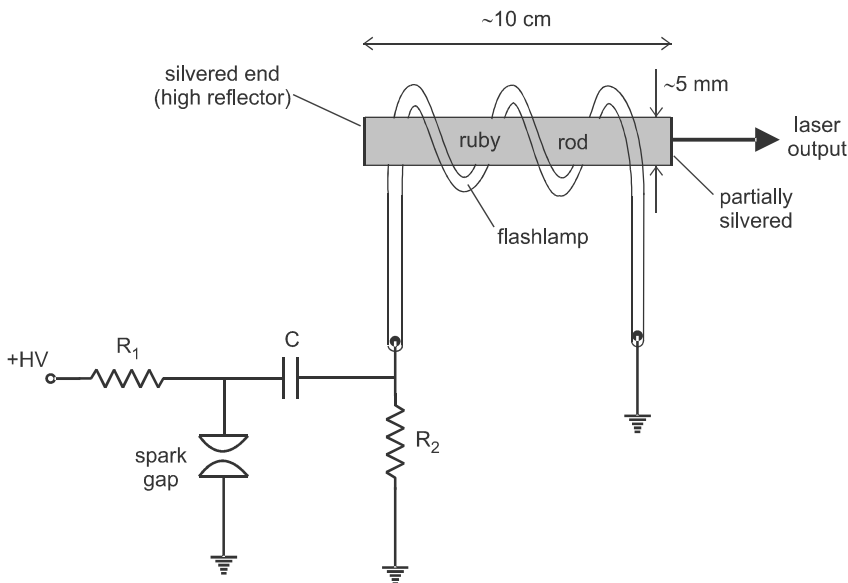 ~10 cm
silvered end
(high reflector)
~5 mm
ruby rod
laser
output
partially
silvered
flashlamp
+HV
R₁
C
spark
gap
R₂